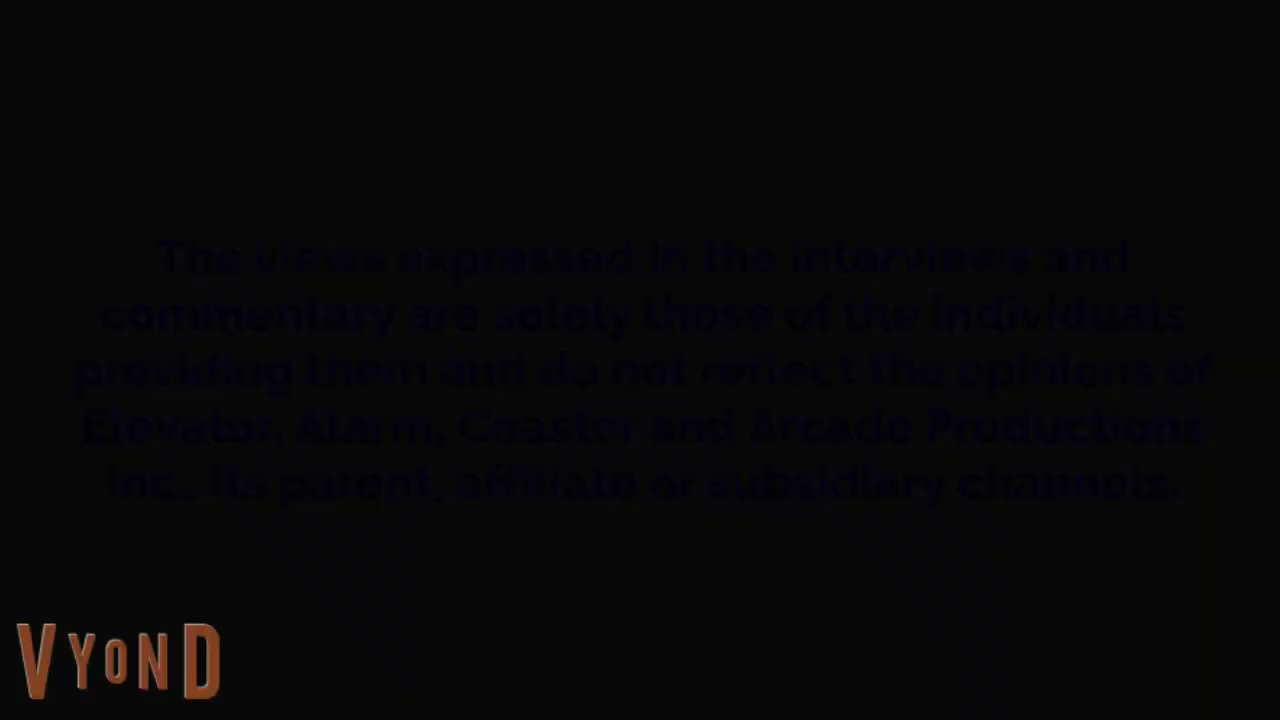 The views expressed in the interviews and
commentary are solely those of the individuals
providing them and do not reflect the opinions of
Elevator, Alarm, Coaster and Arcade Productions
Inc., its parent, affiliate or subsidiary channels.
VYOND